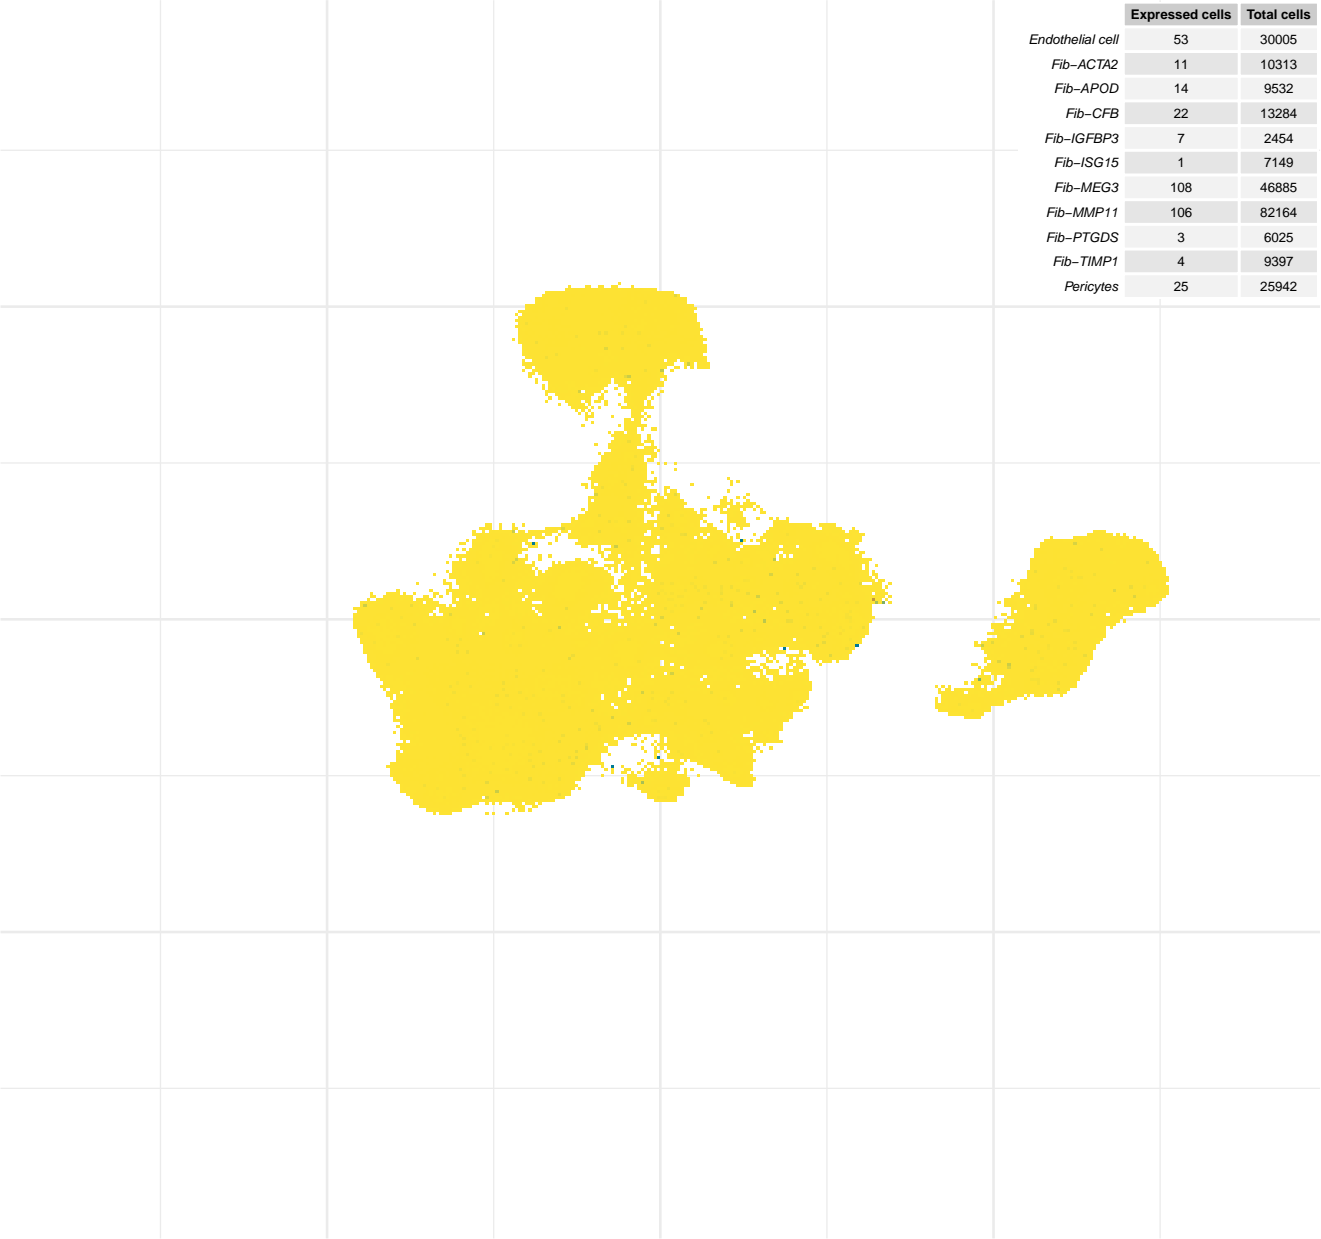 Expressed cells Total cells
Endothelial cell 53 30005
Fib−ACTA2 11 10313
Fib−APOD 14 9532
Fib−CFB 22 13284
Fib−IGFBP3 7 2454
Fib−ISG15 1 7149
Fib−MEG3 108 46885
Fib−MMP11 106 82164
Fib−PTGDS 3 6025
Fib−TIMP1 4 9397
Pericytes 25 25942